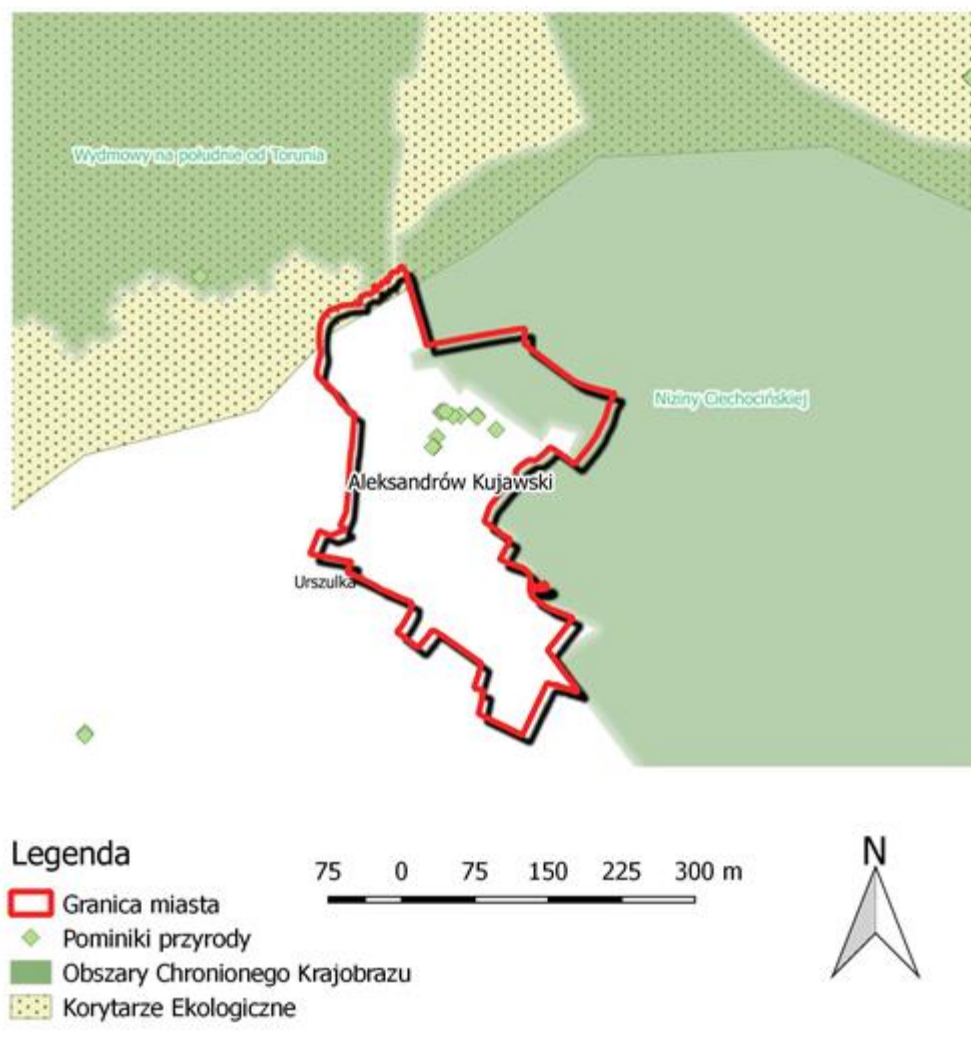 Wydmowy na południe od Torunia
Niziny Ciechocińskiej
Aleksandrów Kujawski
Urszulka
Legenda
75 0 75 150 225 300 m
N
Granica miasta
Pominiki przyrody
Obszary Chronionego Krajobrazu
Korytarze Ekologiczne